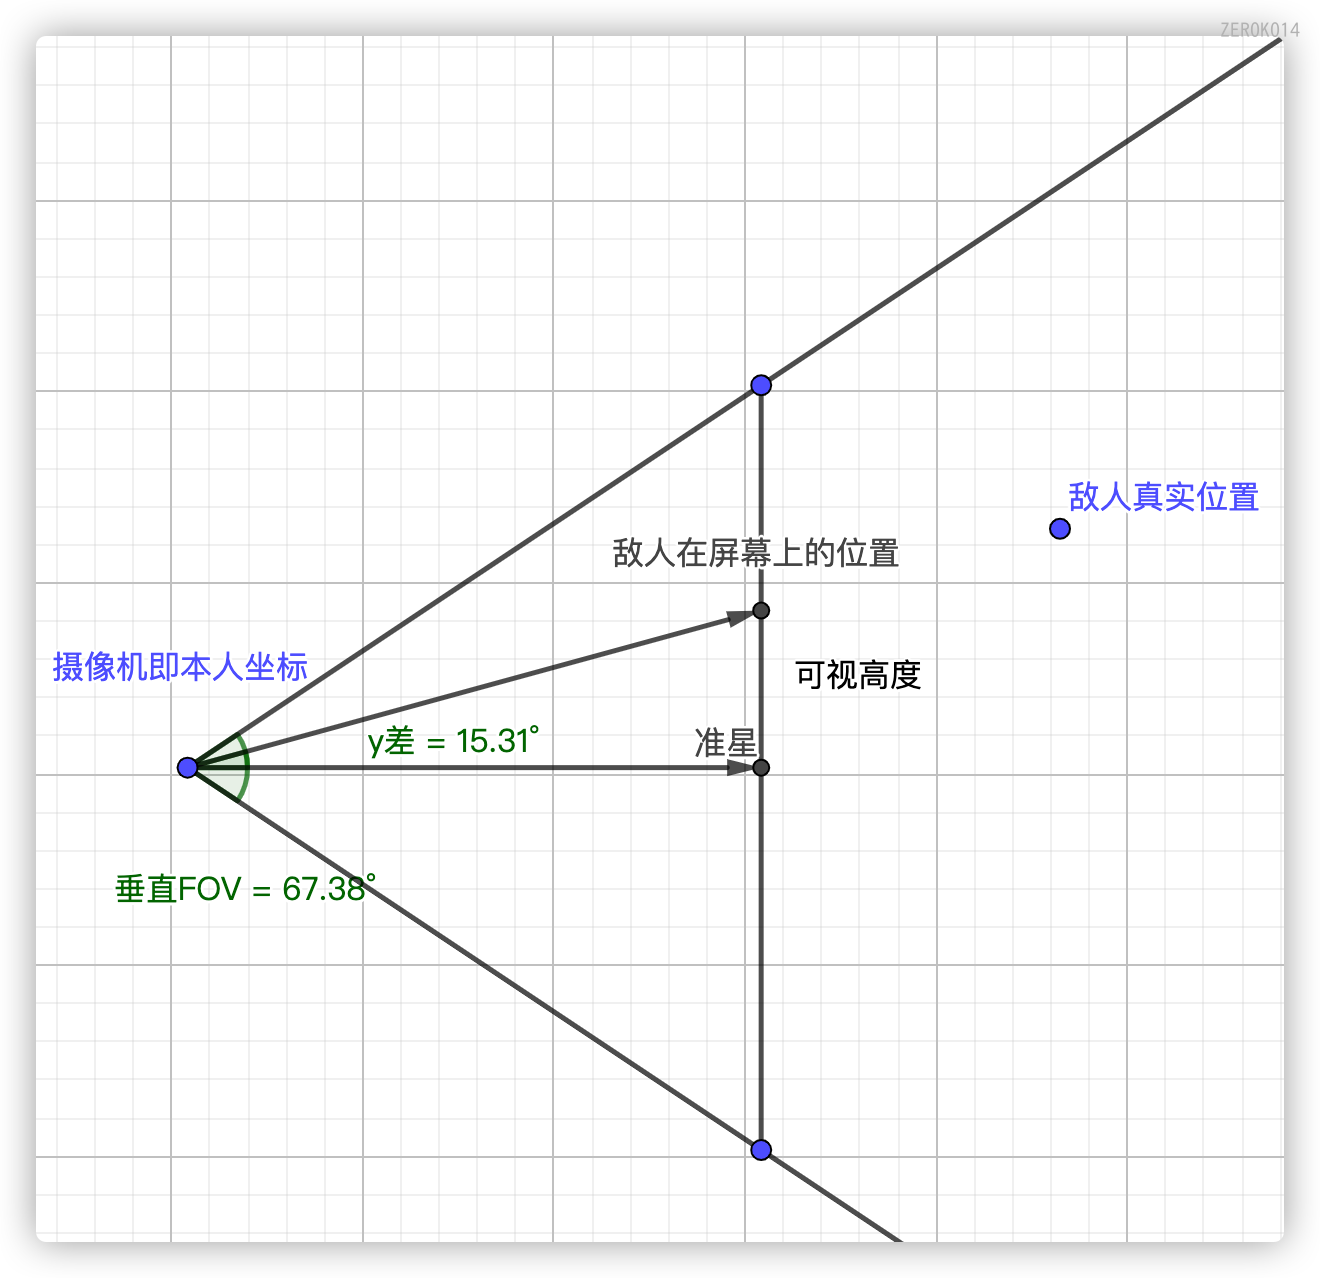 ZEROK014
敌人真实位置
敌人在屏幕上的位置
摄像机即本人坐标
可视高度
y差 = 15.31°
准星
垂直FOV = 67.38°